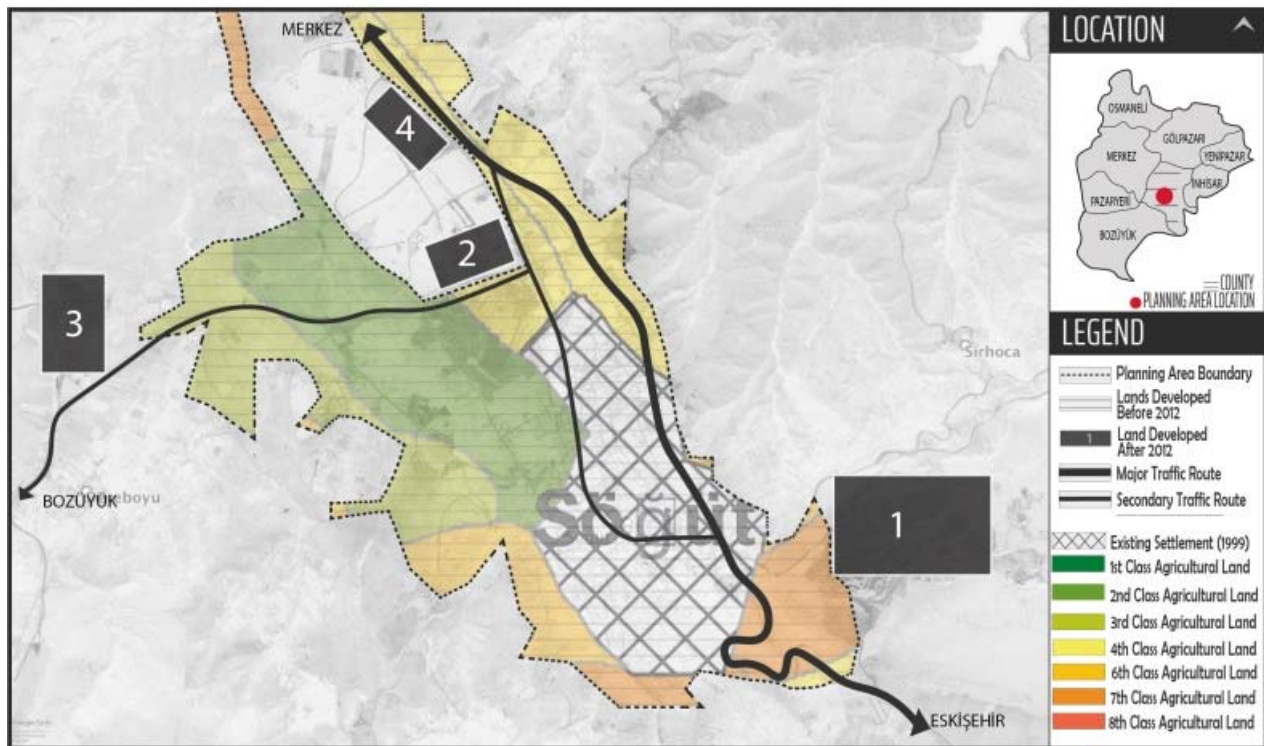 MERKEZ
4
2
3
BOZÜYÜK
Söğüt
Sirhoca
1
ESKİŞEHİR
LOCATION
OSMANELİ
GÖLPAZARI
MERKEZ
YENİPAZAR
İNHİSAR
PAZARYERİ
BOZÜYÜK
COUNTY
PLANNING AREA LOCATION
LEGEND
Planning Area Boundary
Lands Developed
Before 2012
1
Land Developed
After 2012
Major Traffic Route
Secondary Traffic Route
Existing Settlement (1999)
1st Class Agricultural Land
2nd Class Agricultural Land
3rd Class Agricultural Land
4th Class Agricultural Land
6th Class Agricultural Land
7th Class Agricultural Land
8th Class Agricultural Land